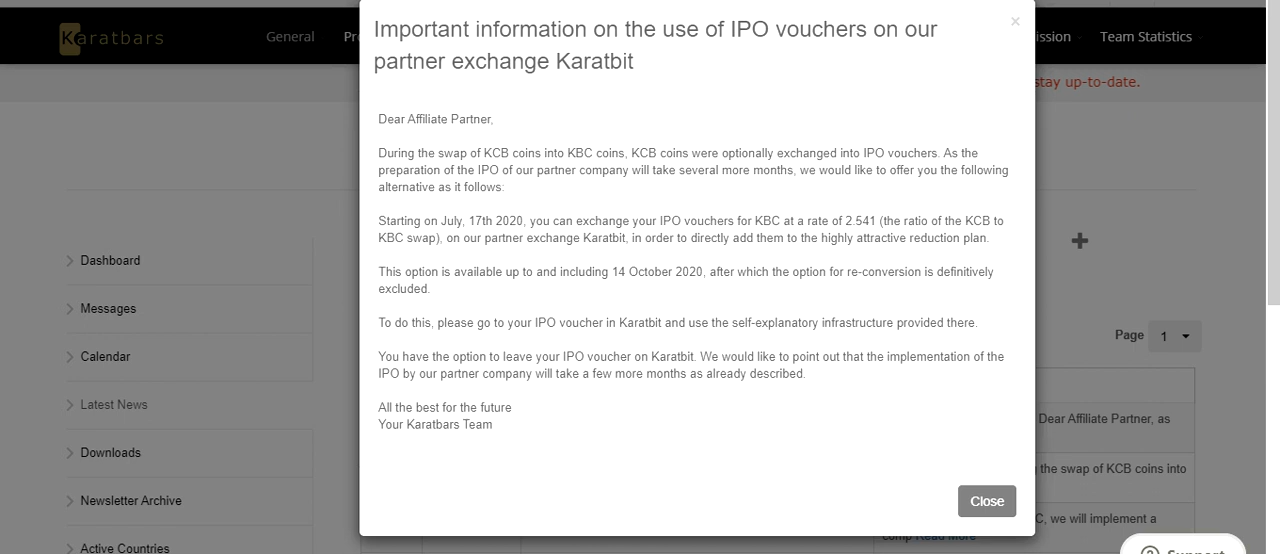 Karatbars
General
Pr
ission
Team Statistics
stay up-to-date.
Important information on the use of IPO vouchers on our
partner exchange Karatbit
×
Dear Affiliate Partner,
During the swap of KCB coins into KBC coins, KCB coins were optionally exchanged into IPO vouchers. As the
preparation of the IPO of our partner company will take several more months, we would like to offer you the following
alternative as it follows:
Starting on July, 17th 2020, you can exchange your IPO vouchers for KBC at a rate of 2.541 (the ratio of the KCB to
KBC swap), on our partner exchange Karatbit, in order to directly add them to the highly attractive reduction plan.
This option is available up to and including 14 October 2020, after which the option for re-conversion is definitively
excluded.
To do this, please go to your IPO voucher in Karatbit and use the self-explanatory infrastructure provided there.
You have the option to leave your IPO voucher on Karatbit. We would like to point out that the implementation of the
IPO by our partner company will take a few more months as already described.
All the best for the future
Your Karatbars Team
Close
Dashboard
Messages
Calendar
Latest News
Downloads
Newsletter Archive
Active Countries
Page 1
Dear Affiliate Partner, as
the swap of KCB coins into
C, we will implement a
comp Read More
Support